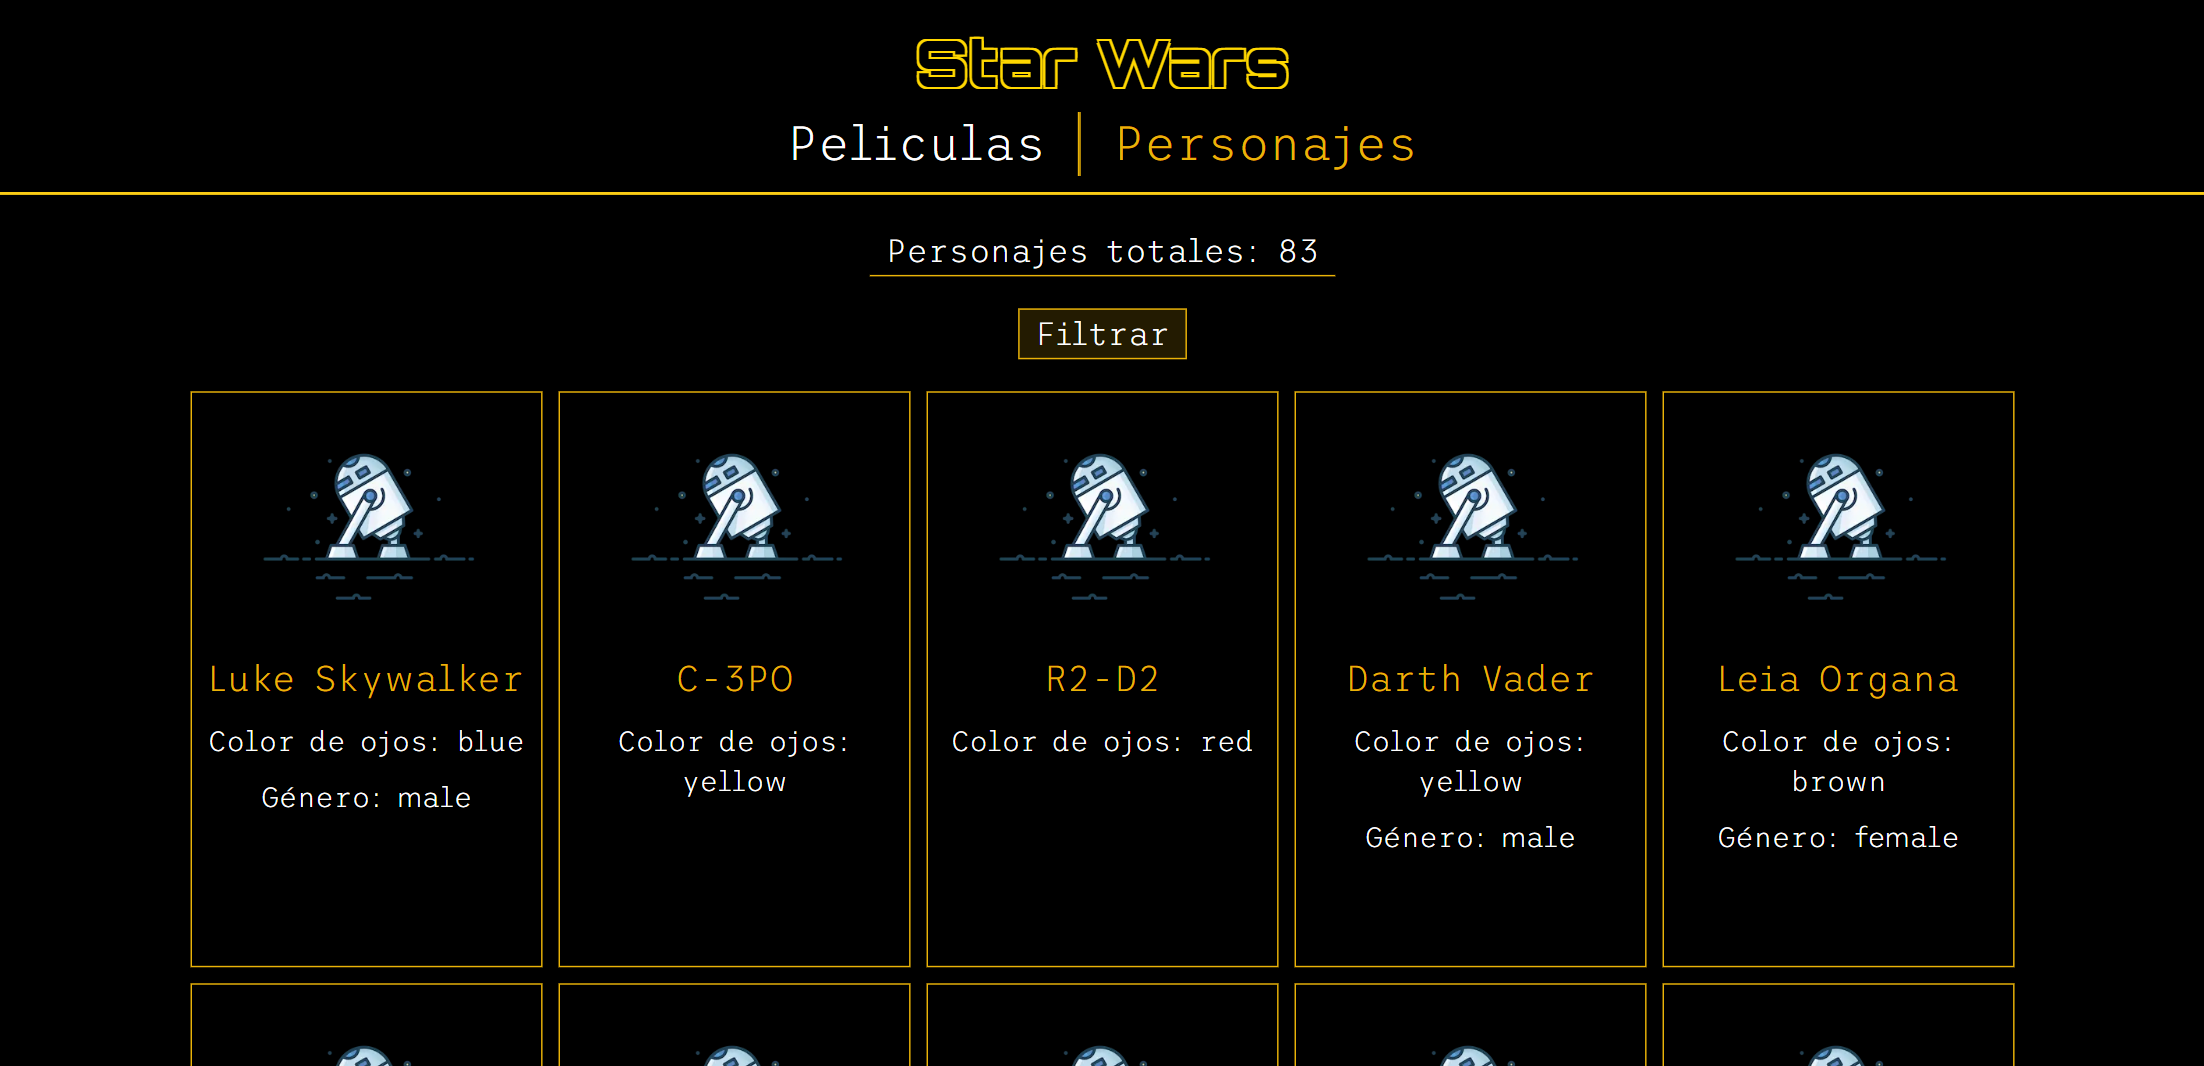 Star Wars
Peliculas | Personajes
Personajes totales: 83
Filtrar
Luke Skywalker
Color de ojos: blue
Género: male
C-3PO
Color de ojos:
yellow
R2-D2
Color de ojos: red
Darth Vader
Color de ojos:
yellow
Género: male
Leia Organa
Color de ojos:
brown
Género: female